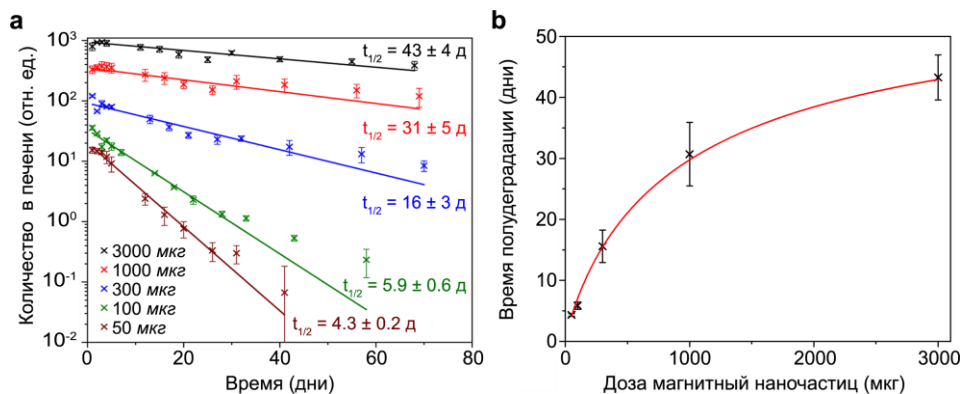 a
Количество в печени (отн. ед.)
10³
10²
10¹
10⁰
10⁻¹
10⁻²
t1/2 = 43 ± 4 д
t1/2 = 31 ± 5 д
t1/2 = 16 ± 3 д
t1/2 = 5.9 ± 0.6 д
t1/2 = 4.3 ± 0.2 д
3000 мкг
1000 мкг
300 мкг
100 мкг
50 мкг
0 20 40 60 80
Время (дни)
b
Время полудеградации (дни)
50
40
30
20
10
0
0 1000 2000 3000
Доза магнитный наночастиц (мкг)